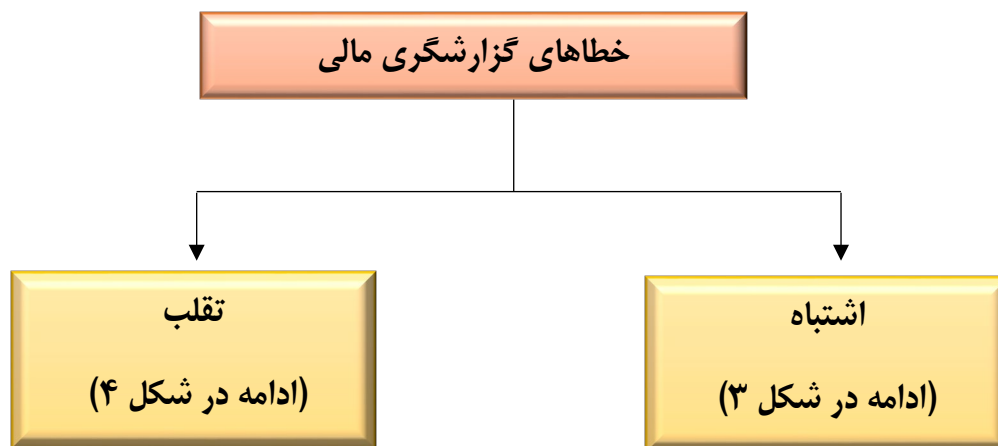 خطاهای گزارشگری مالی
اشتباه
(ادامه در شکل ۳)
تقلب
(ادامه در شکل ۴)